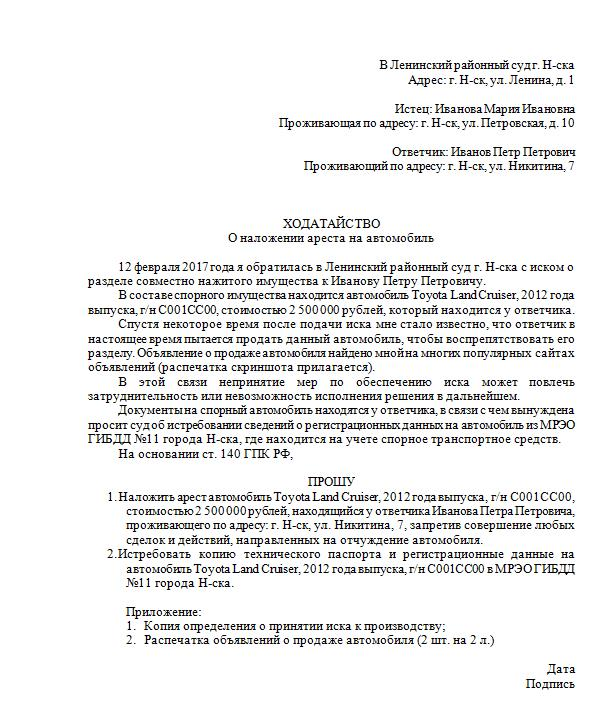 В Ленинский районный суд г. Н-ска
Адрес: г. Н-ск, ул. Ленина, д. 1
Истец: Иванова Мария Ивановна
Проживающая по адресу: г. Н-ск, ул. Петровская, д. 10
Ответчик: Иванов Петр Петрович
Проживающий по адресу: г. Н-ск, ул. Никитина, 7
ХОДАТАЙСТВО
О наложении ареста на автомобиль
12 февраля 2017 года я обратилась в Ленинский районный суд г. Н-ска с иском о
разделе совместно нажитого имущества к Иванову Петру Петровичу.
В составе спорного имущества находится автомобиль Toyota Land Cruiser, 2012 года
выпуска, г/н С001СС00, стоимостью 2 500 000 рублей, который находится у ответчика.
Спустя некоторое время после подачи иска мне стало известно, что ответчик в
настоящее время пытается продать данный автомобиль, чтобы воспрепятствовать его
разделу. Объявление о продаже автомобиля найдено мной на многих популярных сайтах
объявлений (распечатка скриншота прилагается).
В этой связи непринятие мер по обеспечению иска может повлечь
затруднительность или невозможность исполнения решения в дальнейшем.
Документы на спорный автомобиль находятся у ответчика, в связи с чем вынуждена
просит суд об истребовании сведений о регистрационных данных на автомобиль из МРЭО
ГИБДД №11 города Н-ска, где находится на учете спорное транспортное средств.
На основании ст. 140 ГПК РФ,
ПРОШУ
1. Наложить арест автомобиль Toyota Land Cruiser, 2012 года выпуска, г/н С001СС00,
стоимостью 2 500 000 рублей, находящийся у ответчика Иванова Петра Петровича,
проживающего по адресу: г. Н-ск, ул. Никитина, 7, запретив совершение любых
сделок и действий, направленных на отчуждение автомобиля.
2. Истребовать копию технического паспорта и регистрационные данные на
автомобиль Toyota Land Cruiser, 2012 года выпуска, г/н С001СС00 в МРЭО ГИБДД
№11 города Н-ска.
Приложение:
1. Копия определения о принятии иска к производству;
2. Распечатка объявлений о продаже автомобиля (2 шт. на 2 л.)
Дата
Подпись